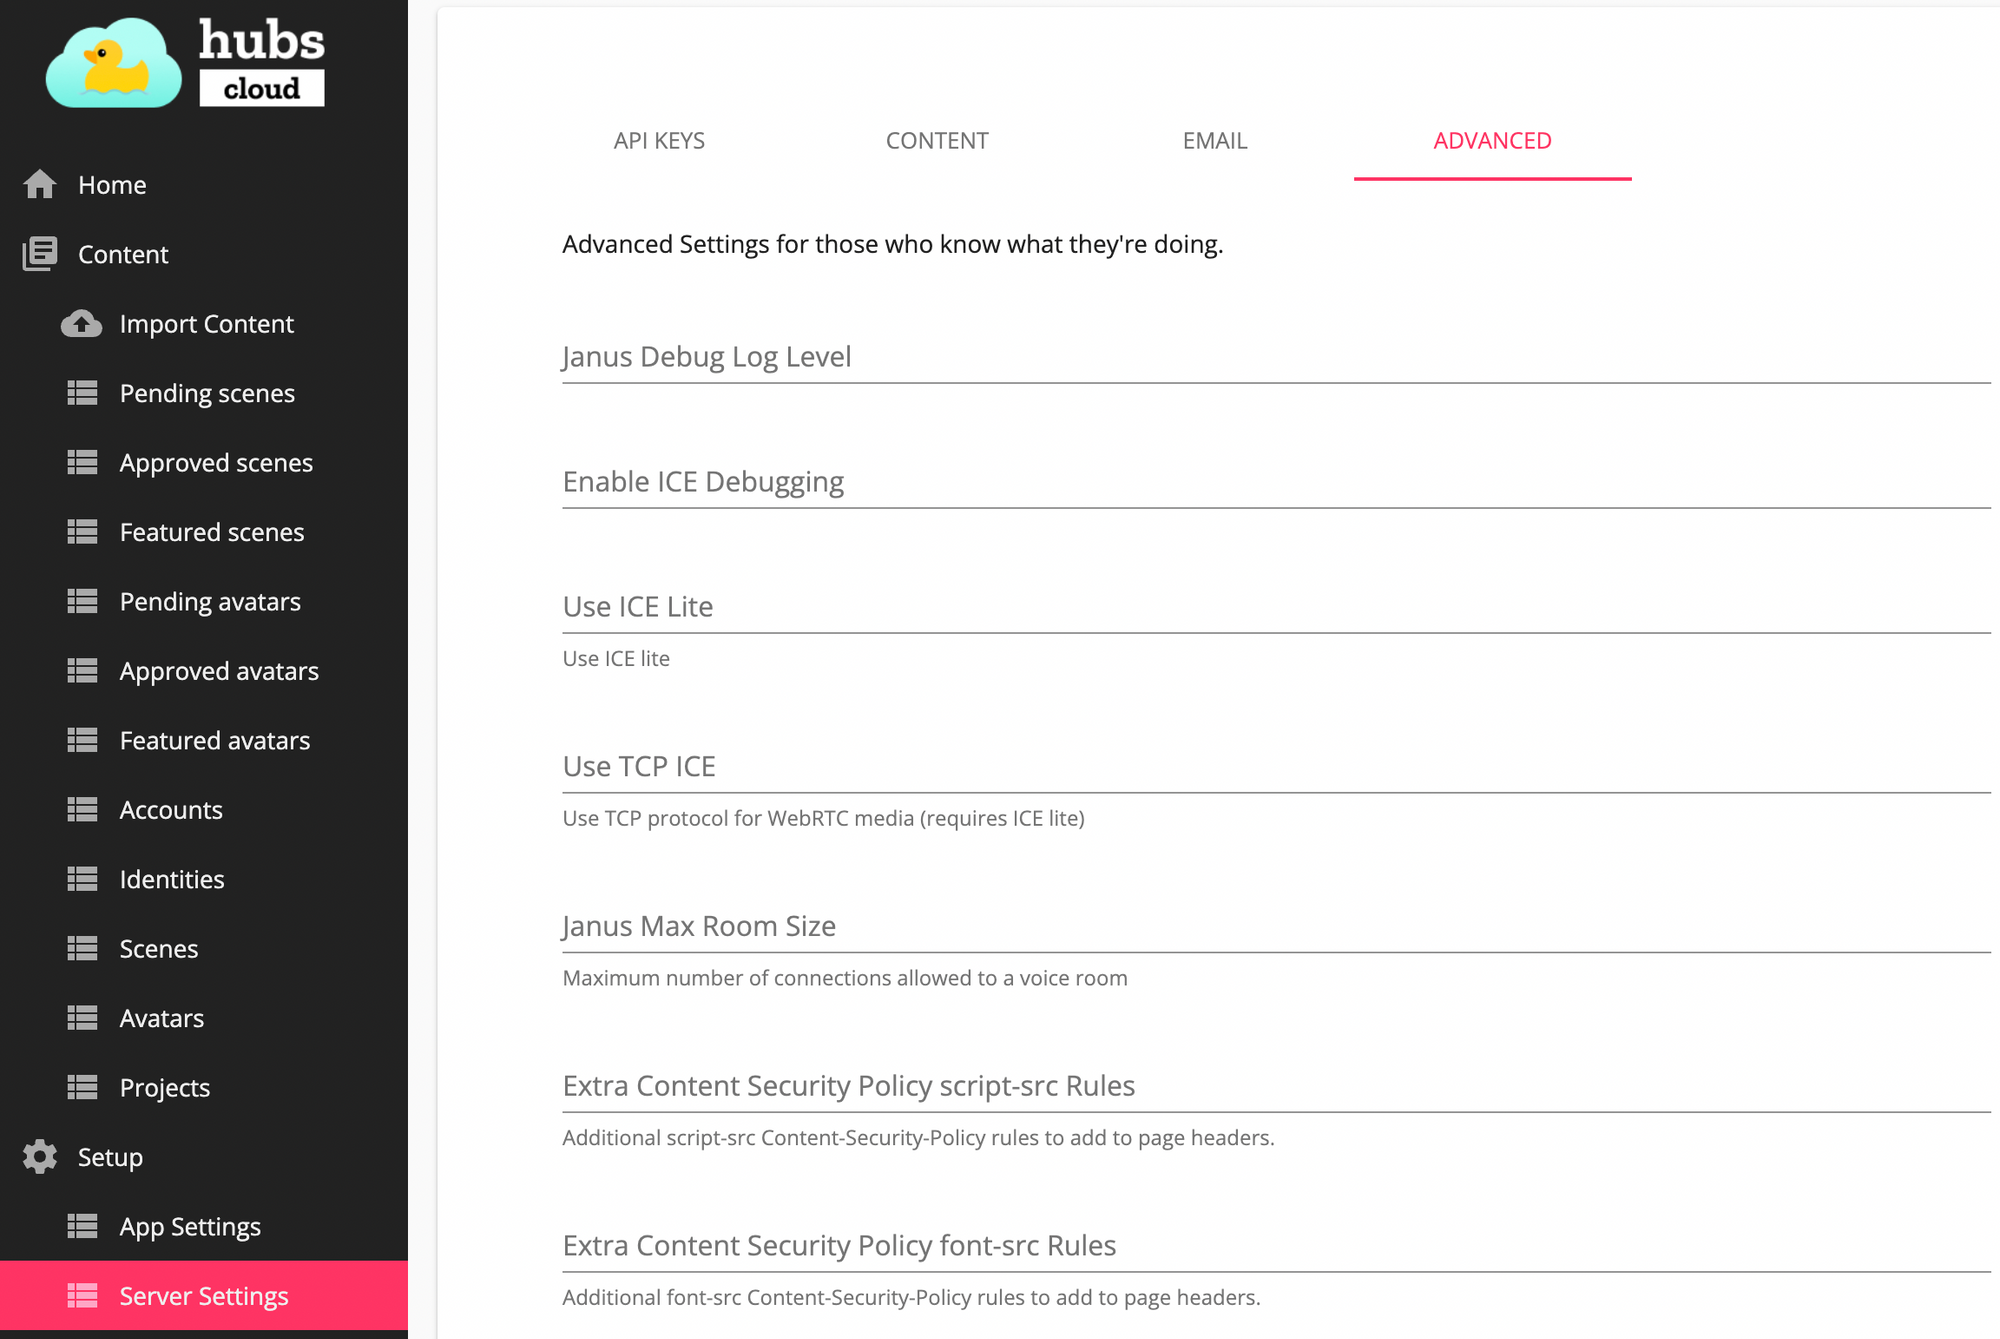 hubs
cloud
Home
Content
Import Content
Pending scenes
Approved scenes
Featured scenes
Pending avatars
Approved avatars
Featured avatars
Accounts
Identities
Scenes
Avatars
Projects
Setup
App Settings
Server Settings
API KEYS
CONTENT
EMAIL
ADVANCED
Advanced Settings for those who know what they're doing.
Janus Debug Log Level
Enable ICE Debugging
Use ICE Lite
Use ICE lite
Use TCP ICE
Use TCP protocol for WebRTC media (requires ICE lite)
Janus Max Room Size
Maximum number of connections allowed to a voice room
Extra Content Security Policy script-src Rules
Additional script-src Content-Security-Policy rules to add to page headers.
Extra Content Security Policy font-src Rules
Additional font-src Content-Security-Policy rules to add to page headers.